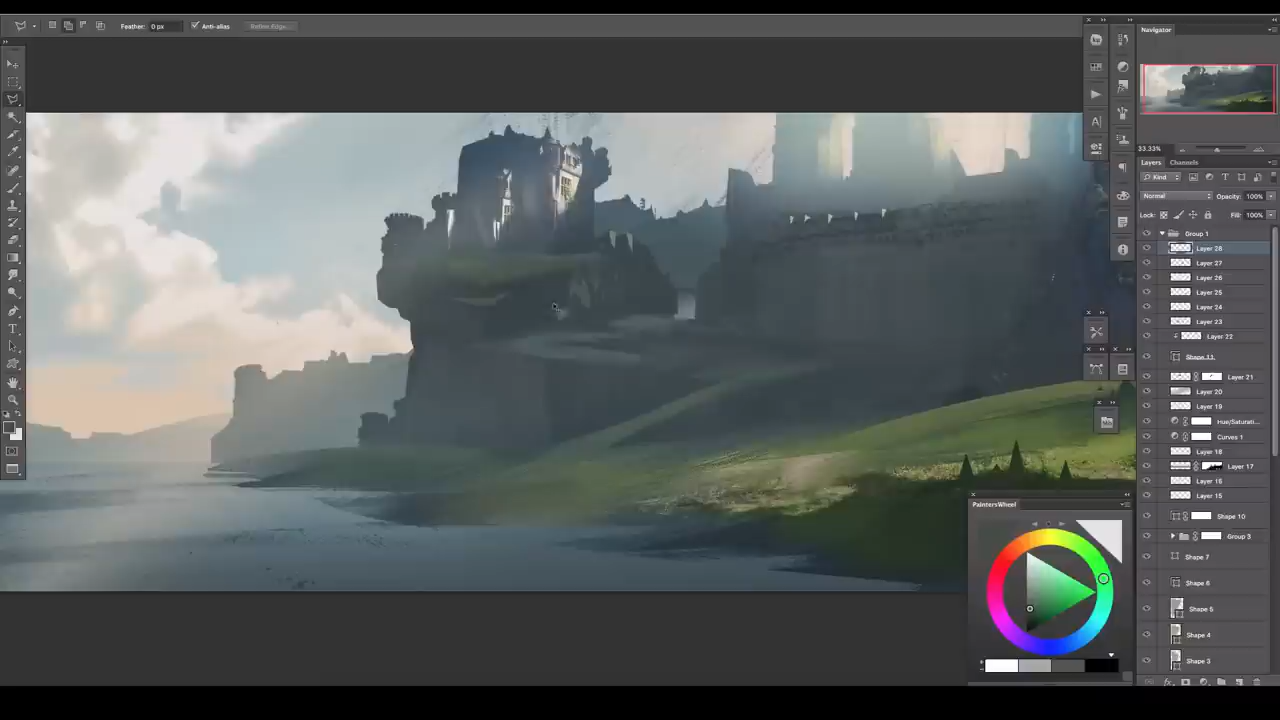 Feather: 0 px Anti-alias Refine Edge...
Navigator
33.33%
Layers Channels
Kind
Normal Opacity: 100%
Lock: Fill: 100%
Group 1
Layer 28
Layer 27
Layer 26
Layer 25
Layer 24
Layer 23
Layer 22
Shape 11
Layer 21
Layer 20
Layer 19
Hue/Saturati...
Curves 1
Layer 18
Layer 17
Layer 16
Layer 15
Shape 10
Group 3
Shape 7
Shape 6
Shape 5
Shape 4
Shape 3
PaintersWheel